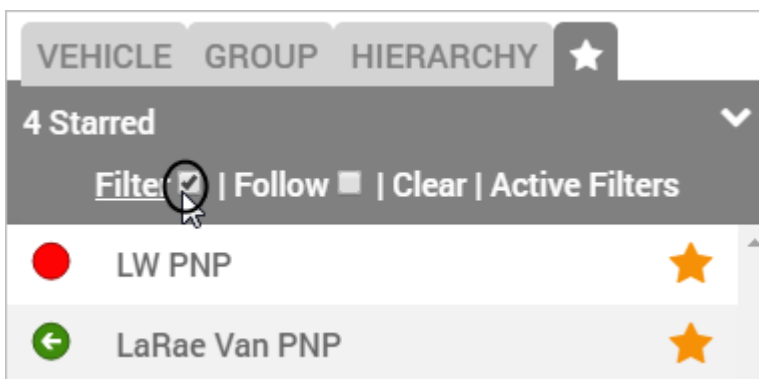 VEHICLE GROUP HIERARCHY
4 Starred
Filter | Follow | Clear | Active Filters
LW PNP
LaRae Van PNP